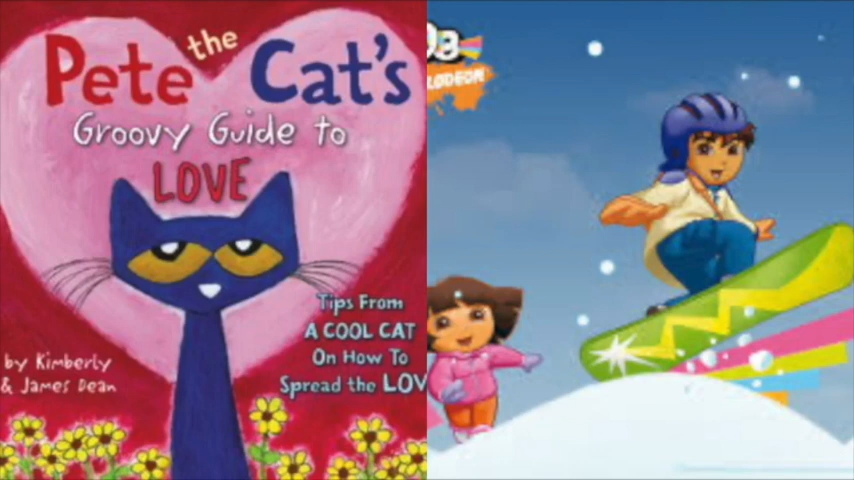 Pete the Cat's
Groovy Guide to
LOVE
Tips From
A COOL CAT
On How To
Spread the LOV
by Kimberly
& James Dean